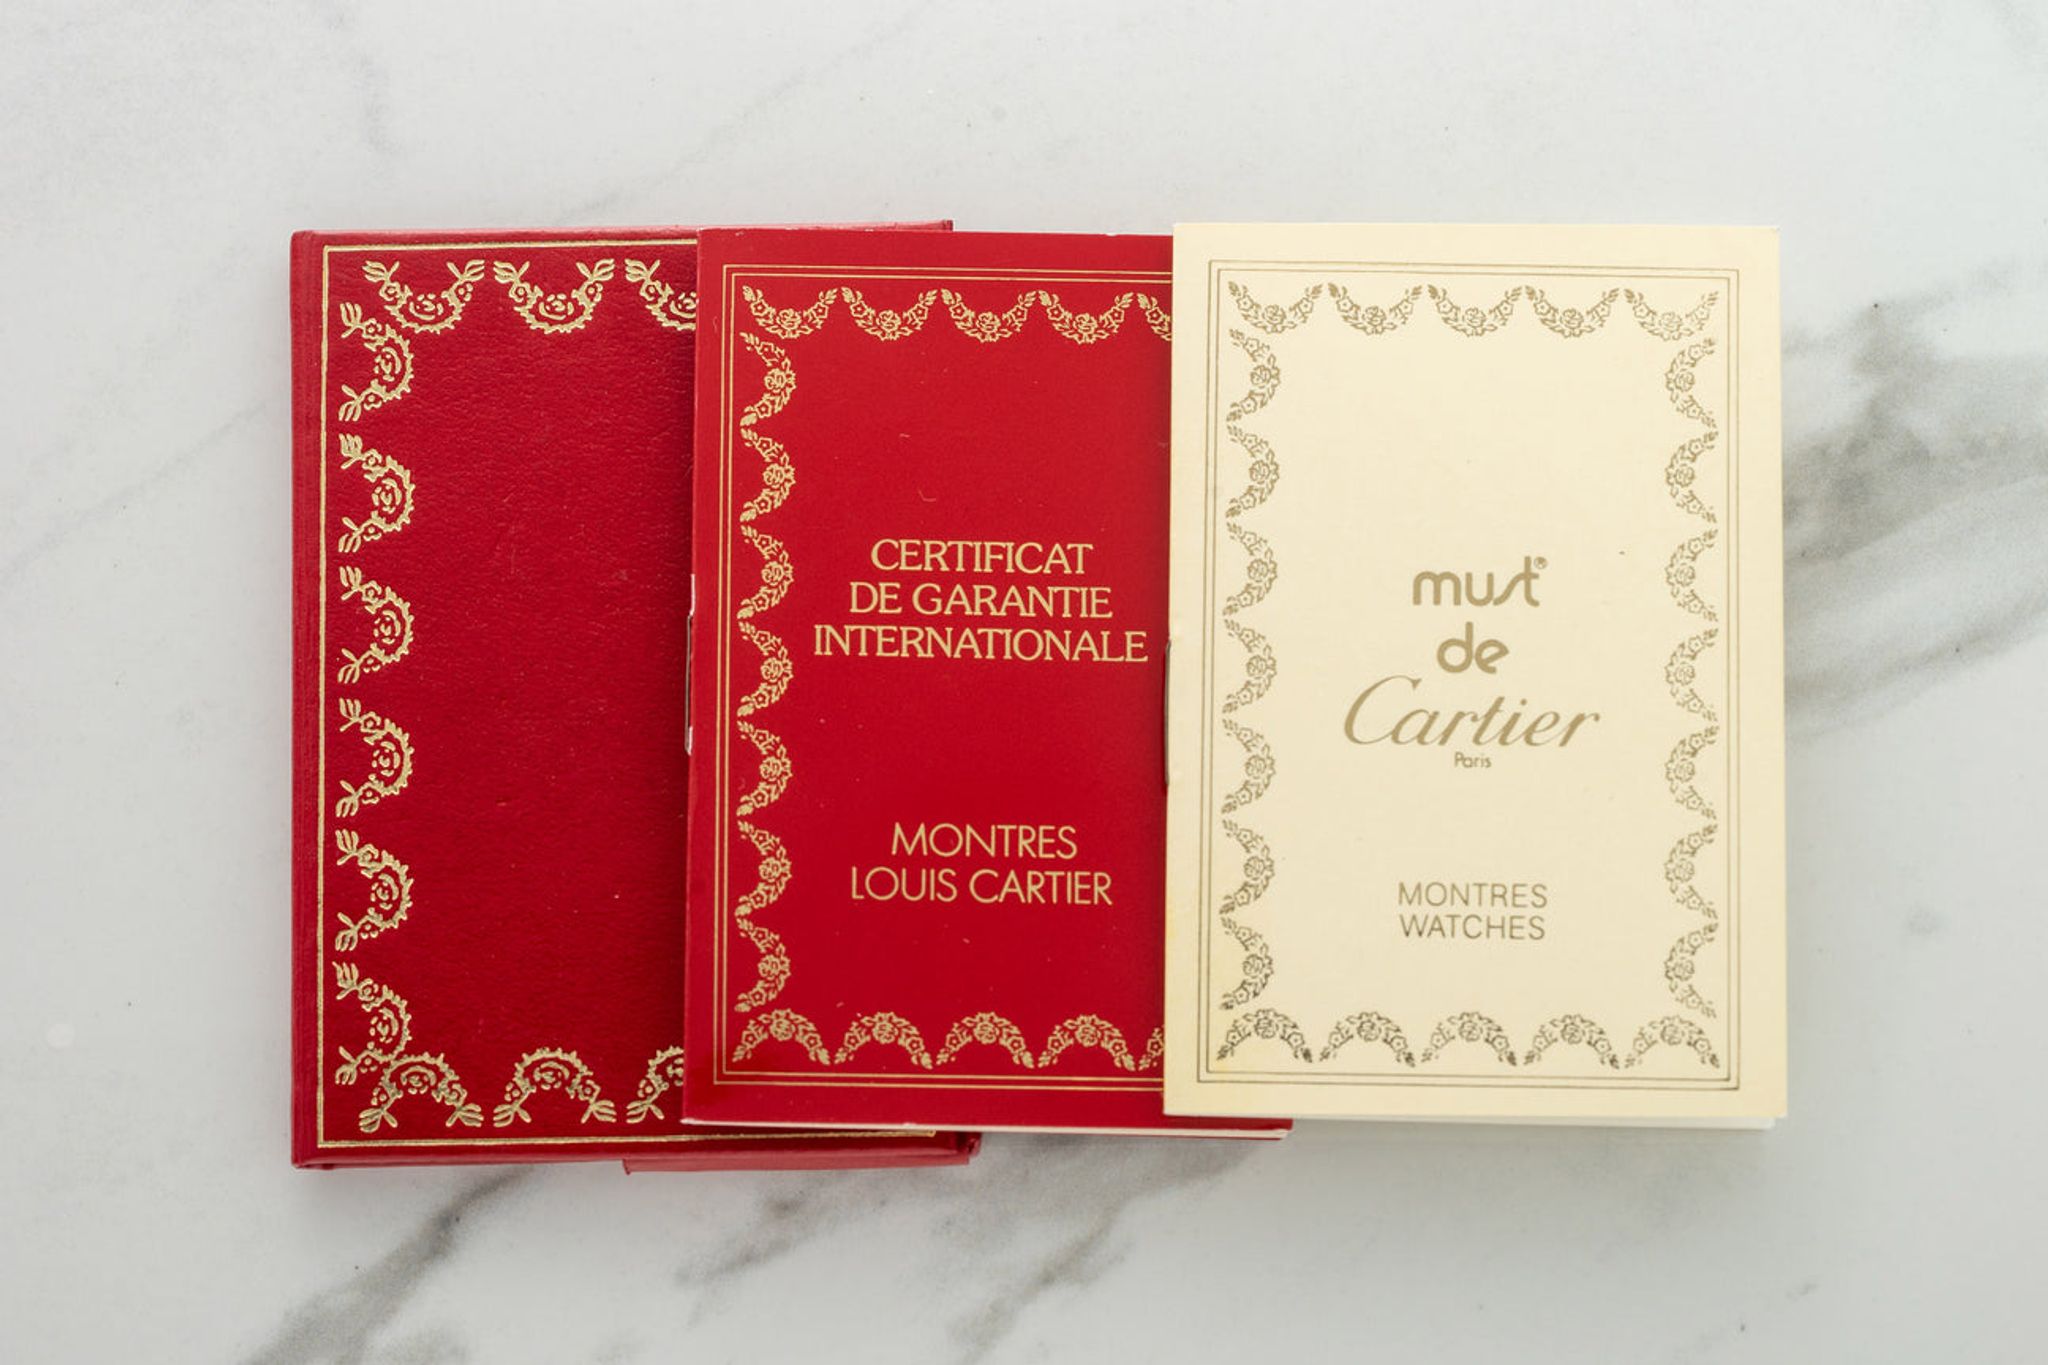 CERTIFICAT
DE GARANTIE
INTERNATIONALE
MONTRES
LOUIS CARTIER
must®
de
Cartier
Paris
MONTRES
WATCHES